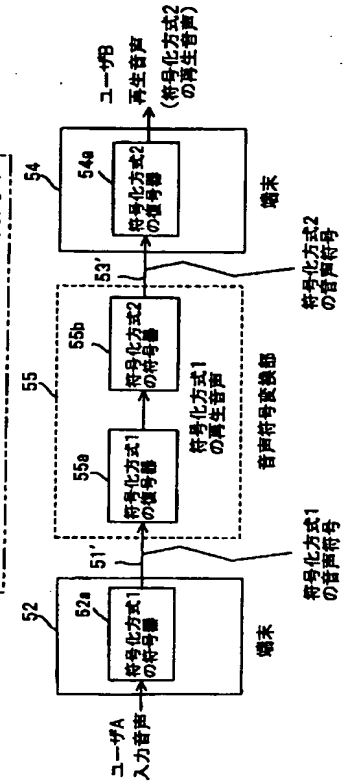 ユーザA
入力音声
52
52a
符号化方式1
の符号器
端末
51'
符号化方式1
の音声符号
55
55a
符号化方式1
の復号器
符号化方式1
の再生音声
55b
符号化方式2
の符号器
音声符号変換部
53'
符号化方式2
の音声符号
54
54a
符号化方式2
の復号器
端末
ユーザB
再生音声
(符号化方式2
の再生音声)